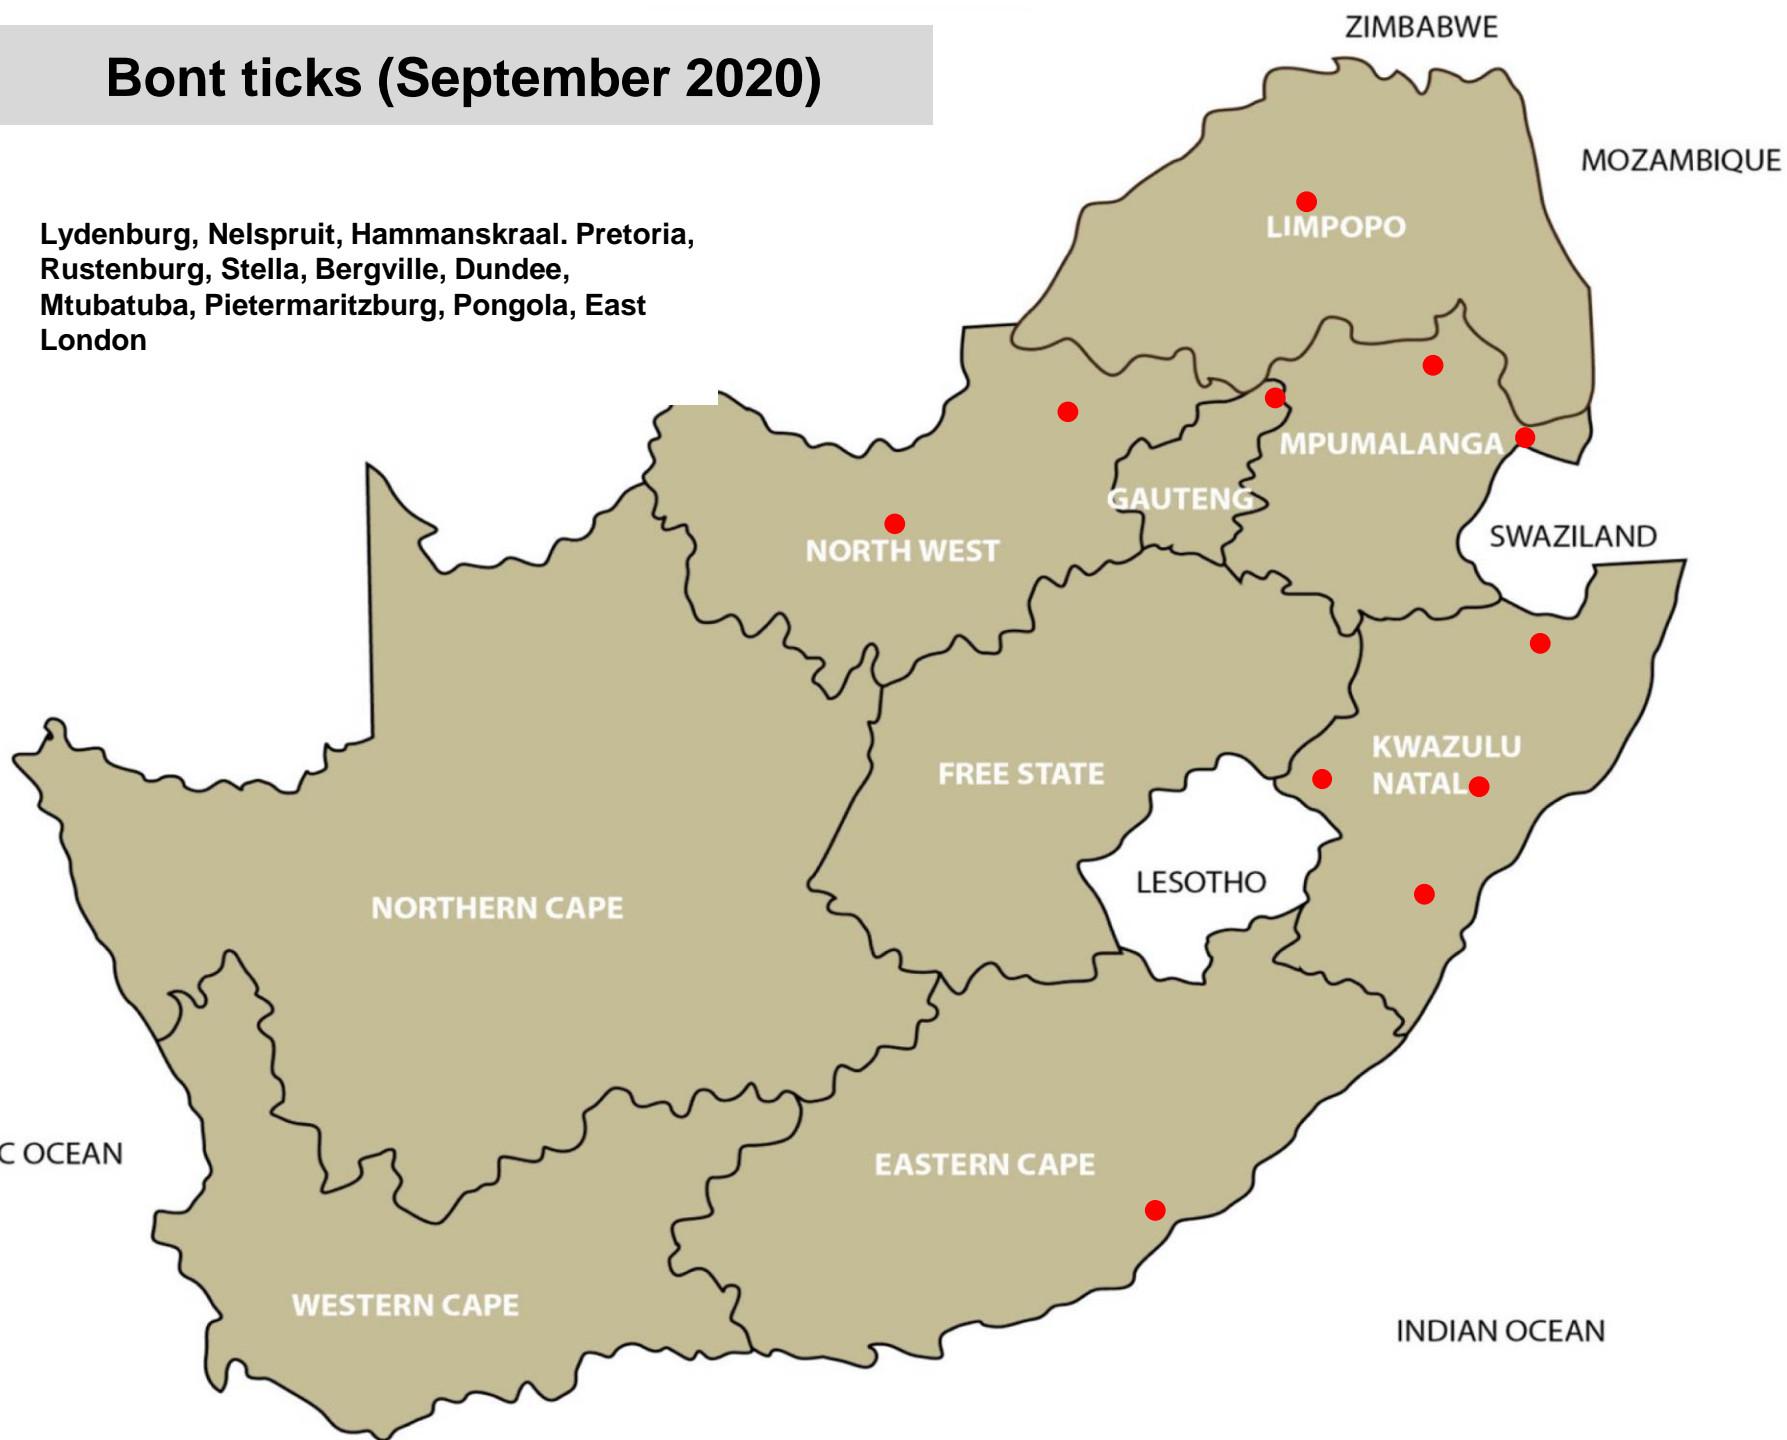 ZIMBABWE
Bont ticks (September 2020)
MOZAMBIQUE
Lydenburg, Nelspruit, Hammanskraal. Pretoria,
Rustenburg, Stella, Bergville, Dundee,
Mtubatuba, Pietermaritzburg, Pongola, East
London
LIMPOPO
MPUMALANGA
GAUTENG
SWAZILAND
NORTH WEST
KWAZULU
NATAL
FREE STATE
LESOTHO
NORTHERN CAPE
C OCEAN
EASTERN CAPE
WESTERN CAPE
INDIAN OCEAN